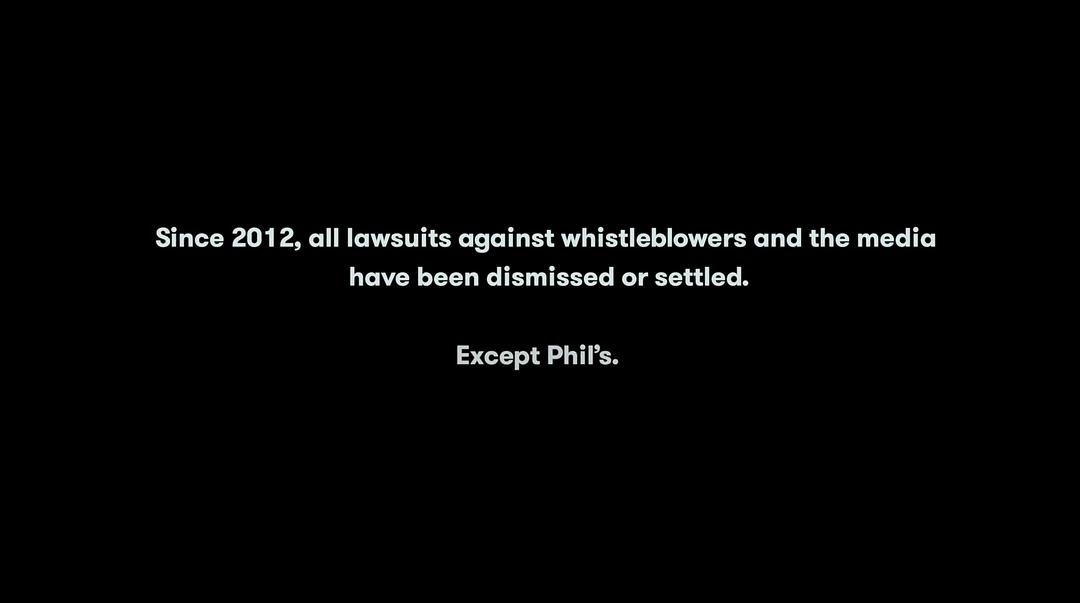 Since 2012, all lawsuits against whistleblowers and the media
have been dismissed or settled.
Except Phil’s.